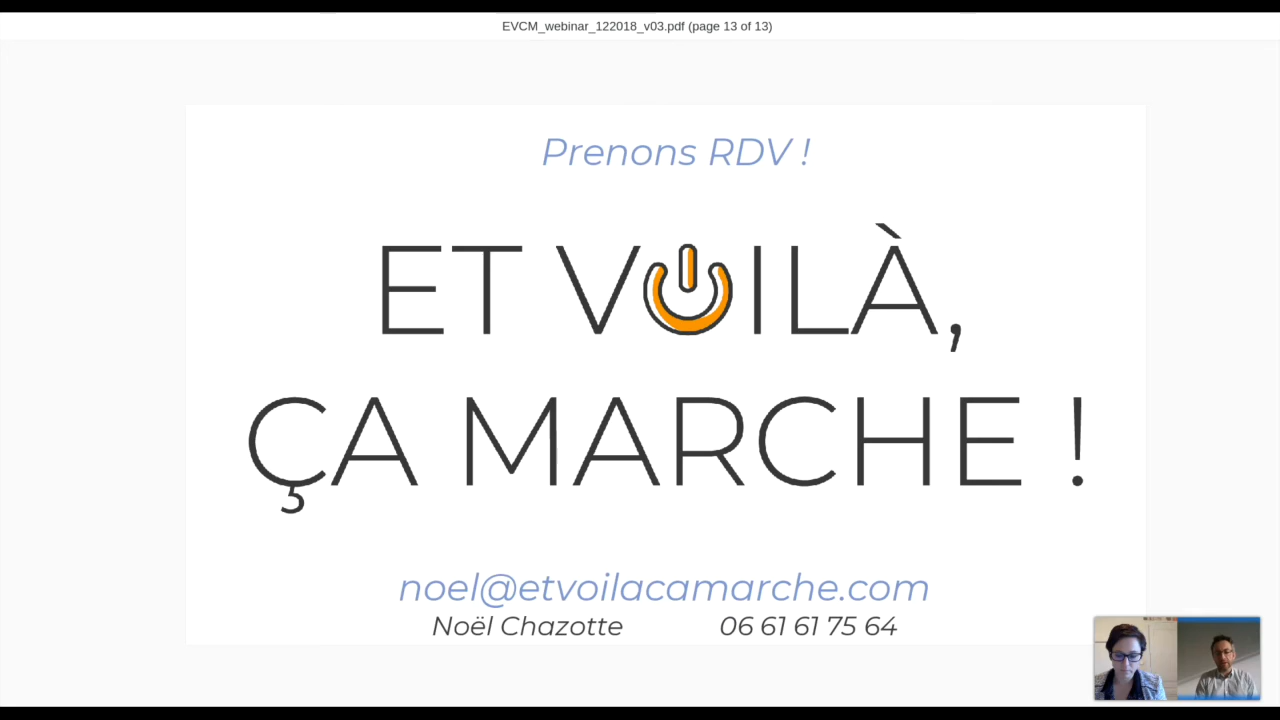 EVCM_webinar_122018_v03.pdf (page 13 of 13)
Prenons RDV !
ET VOILÀ,
ÇA MARCHE !
noel@etvoilacamarche.com
Noël Chazotte 06 61 61 75 64